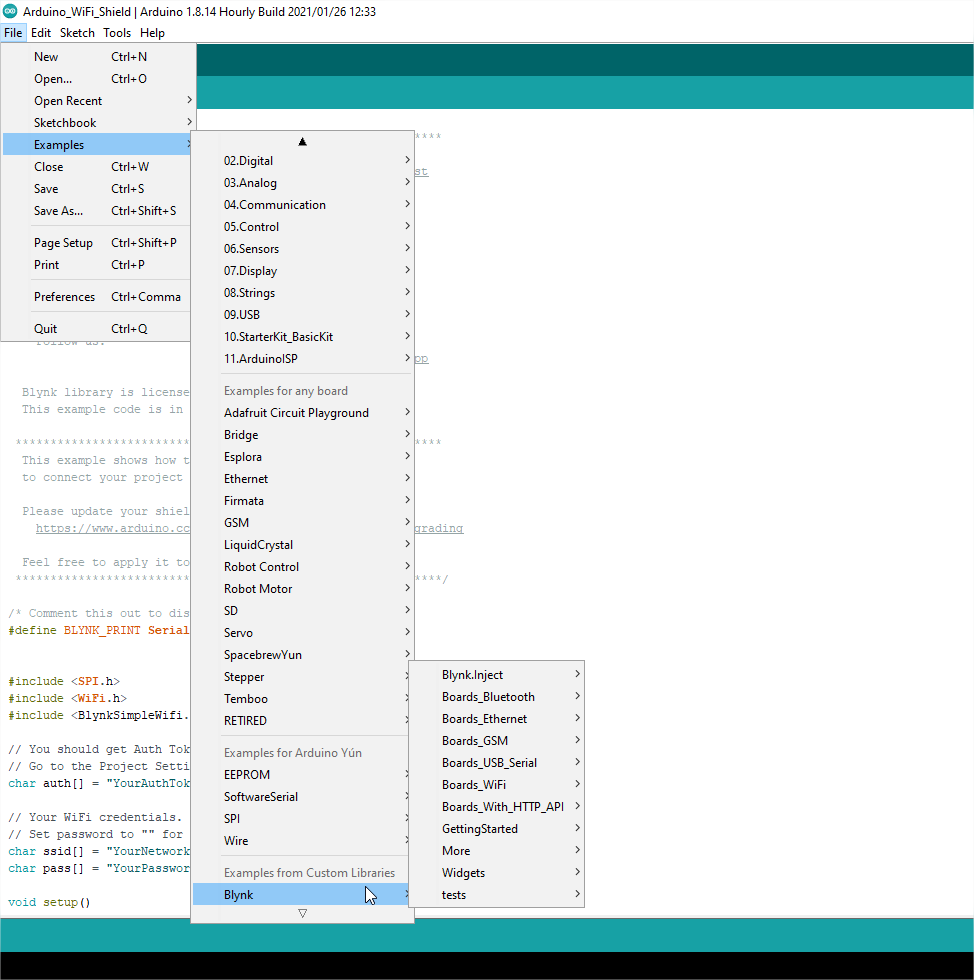 Arduino_WiFi_Shield | Arduino 1.8.14 Hourly Build 2021/01/26 12:33
File Edit Sketch Tools Help
New Ctrl+N
Open... Ctrl+O
Open Recent
Sketchbook
Examples
Close Ctrl+W
Save Ctrl+S
Save As... Ctrl+Shift+S
Page Setup Ctrl+Shift+P
Print Ctrl+P
Preferences Ctrl+Comma
Quit Ctrl+Q
02.Digital
03.Analog
04.Communication
05.Control
06.Sensors
07.Display
08.Strings
09.USB
10.StarterKit_BasicKit
11.ArduinoISP
Examples for any board
Adafruit Circuit Playground
Bridge
Esplora
Ethernet
Firmata
GSM
LiquidCrystal
Robot Control
Robot Motor
SD
Servo
SpacebrewYun
Stepper
Temboo
RETIRED
Examples for Arduino Yún
EEPROM
SoftwareSerial
SPI
Wire
Examples from Custom Libraries
Blynk
Blynk.Inject
Boards_Bluetooth
Boards_Ethernet
Boards_GSM
Boards_USB_Serial
Boards_WiFi
Boards_With_HTTP_API
GettingStarted
More
Widgets
tests
****
st
Follow us:
pp
Blynk library is license
This example code is in
************************* ****
This example shows how t
to connect your project
Please update your shiel
https://www.arduino.cc grading
Feel free to apply it to
************************* ****/
/* Comment this out to dis
#define BLYNK_PRINT Serial
#include <SPI.h>
#include <WiFi.h>
#include <BlynkSimpleWifi.
// You should get Auth Tok
// Go to the Project Setti
char auth[] = "YourAuthTok
// Your WiFi credentials.
// Set password to "" for
char ssid[] = "YourNetwork
char pass[] = "YourPasswor
void setup()